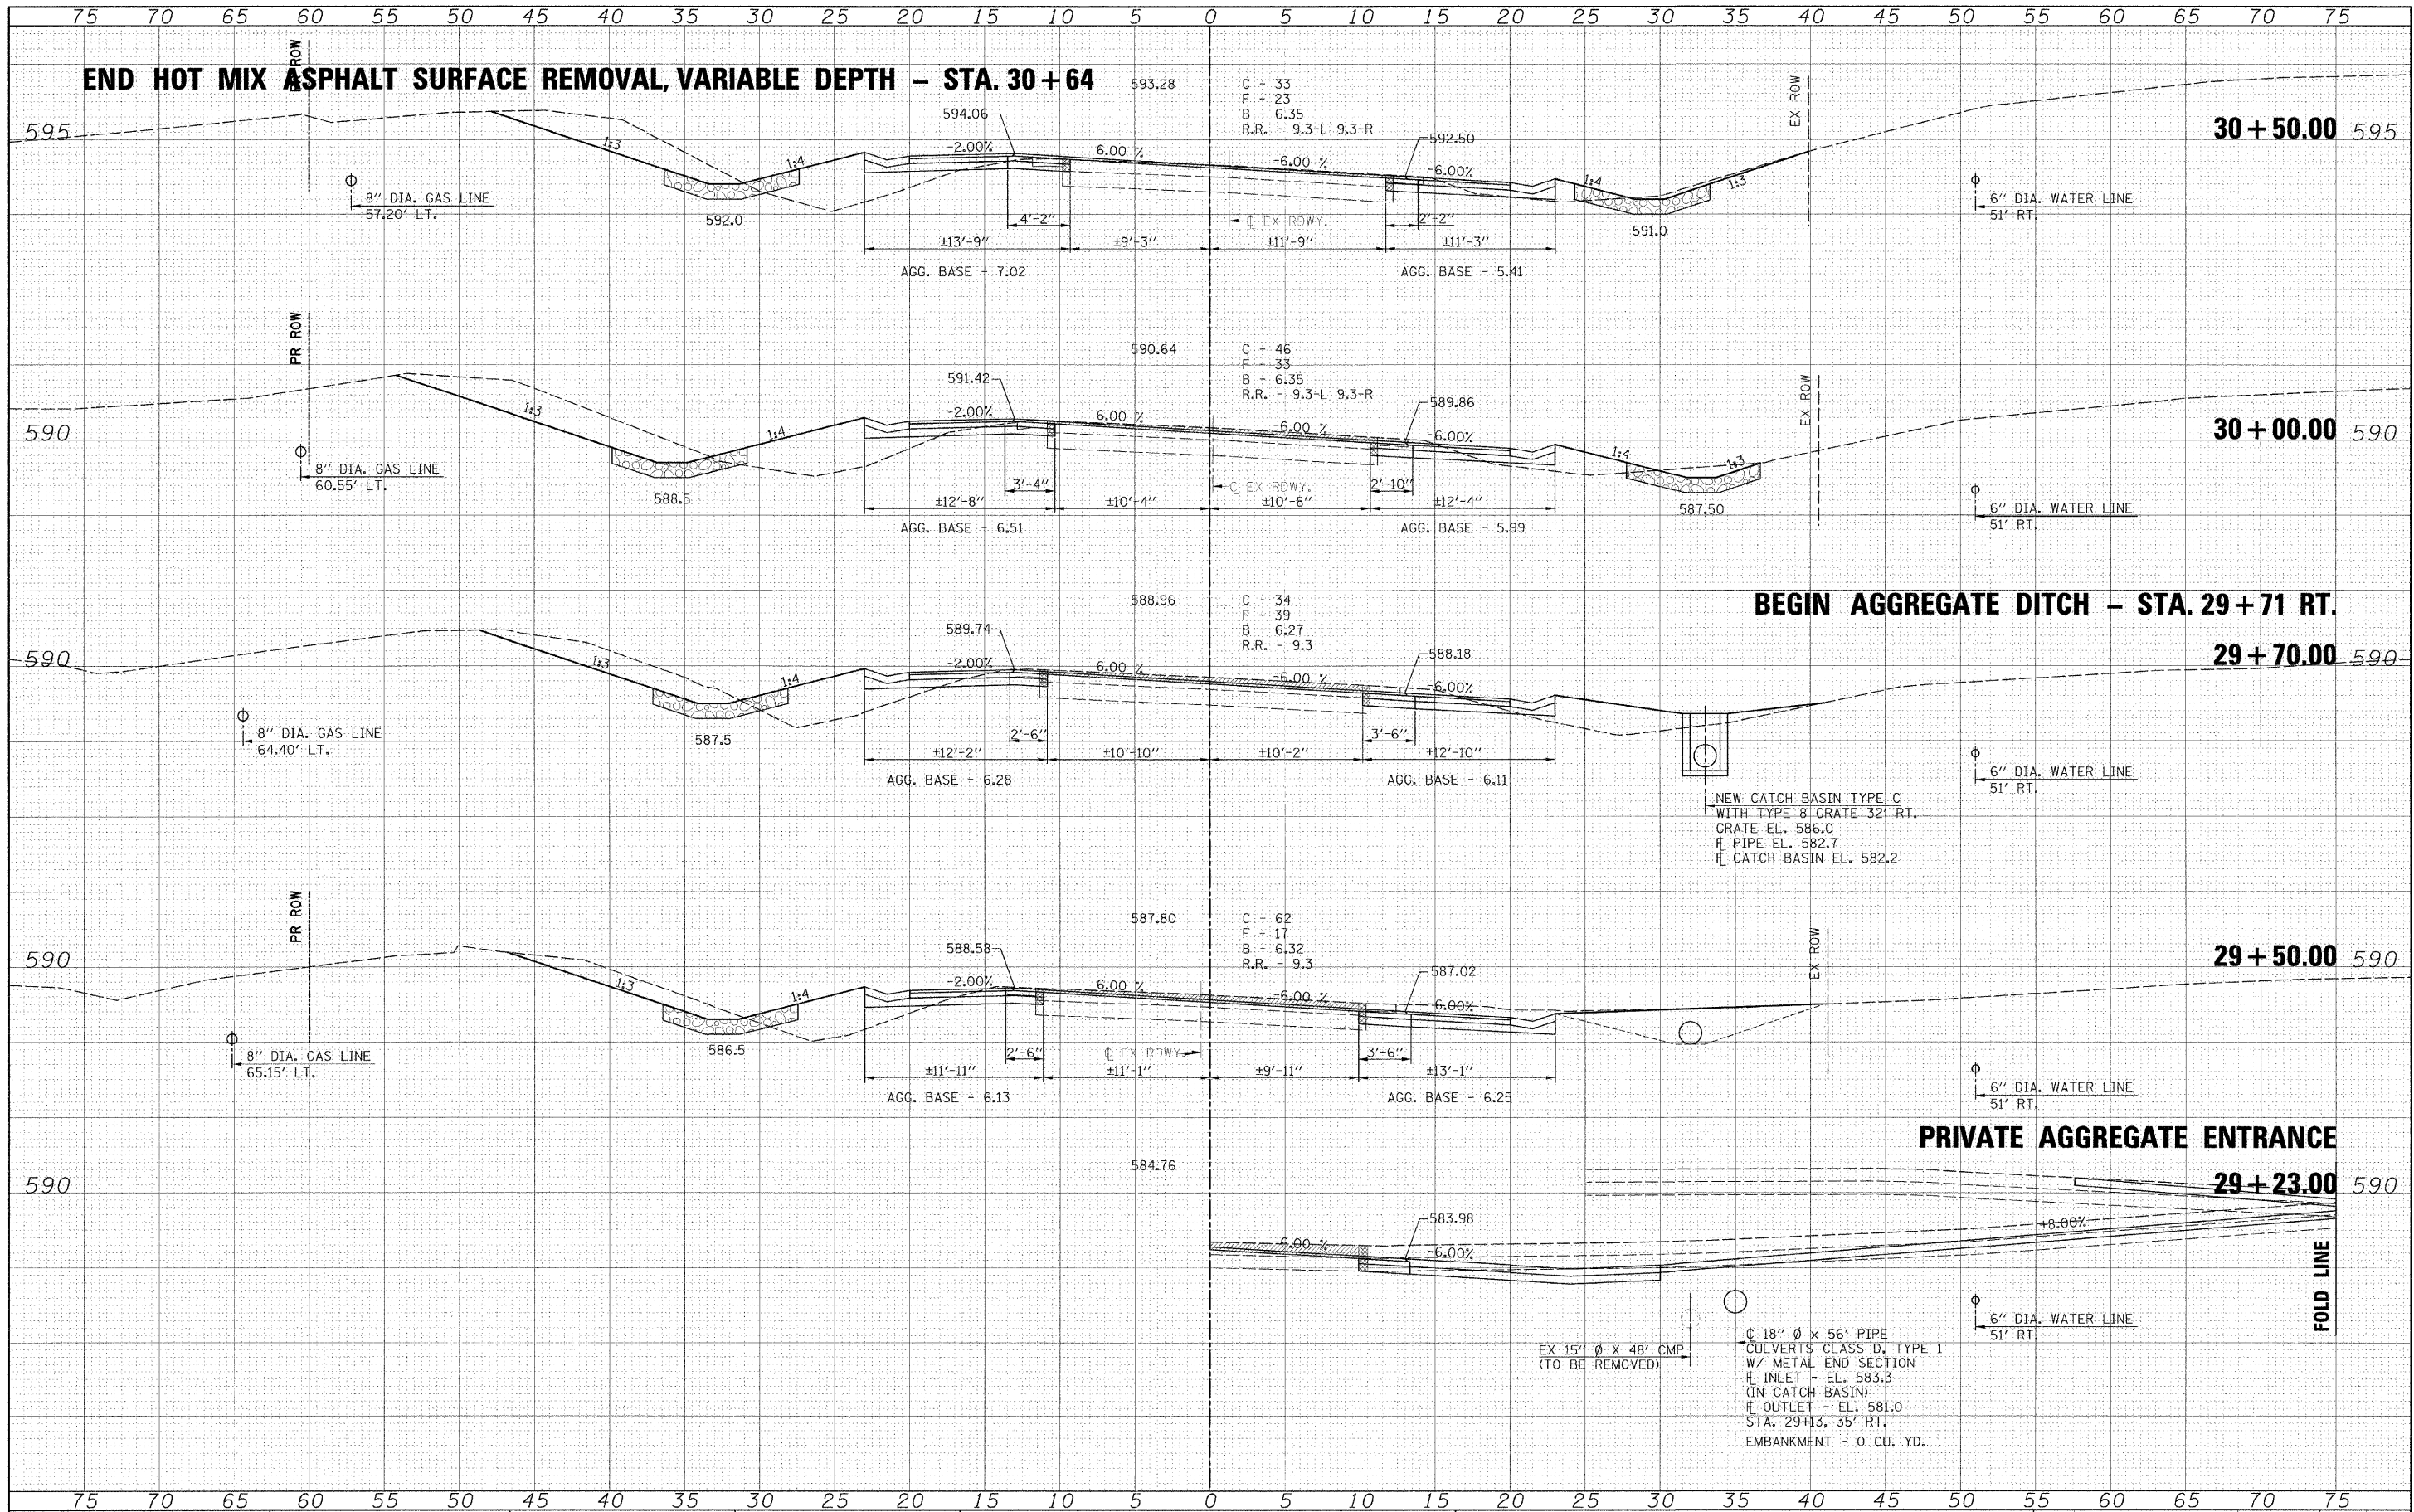 75 70 65 60 55 50 45 40 35 30 25 20 15 10 5 0 5 10 15 20 25 30 35 40 45 50 55 60 65 70 75
END HOT MIX ASPHALT SURFACE REMOVAL, VARIABLE DEPTH – STA. 30+64
PR ROW
593.28
C - 33
F - 23
B - 6.35
R.R. - 9.3-L 9.3-R
EX ROW
30+50.00
595
595
594.06
592.50
1:3
1:4
-2.00%
6.00 %
-6.00 %
-6.00%
1:4
1:3
8" DIA. GAS LINE
57.20' LT.
592.0
4'-2"
℄ EX RDWY.
2'-2"
591.0
6" DIA. WATER LINE
51' RT.
±13'-9"
±9'-3"
±11'-9"
±11'-3"
AGG. BASE - 7.02
AGG. BASE - 5.41
PR ROW
590.64
C - 46
F - 33
B - 6.35
R.R. - 9.3-L 9.3-R
EX ROW
30+00.00
590
590
591.42
589.86
1:3
1:4
-2.00%
6.00 %
-6.00 %
-6.00%
1:4
1:3
8" DIA. GAS LINE
60.55' LT.
588.5
3'-4"
℄ EX RDWY.
2'-10"
587.50
6" DIA. WATER LINE
51' RT.
±12'-8"
±10'-4"
±10'-8"
±12'-4"
AGG. BASE - 6.51
AGG. BASE - 5.99
BEGIN AGGREGATE DITCH – STA. 29+71 RT.
588.96
C - 34
F - 39
B - 6.27
R.R. - 9.3
29+70.00
590
590
589.74
588.18
1:3
1:4
-2.00%
6.00 %
-6.00 %
-6.00%
8" DIA. GAS LINE
64.40' LT.
587.5
2'-6"
3'-6"
±12'-2"
±10'-10"
±10'-2"
±12'-10"
AGG. BASE - 6.28
AGG. BASE - 6.11
6" DIA. WATER LINE
51' RT.
NEW CATCH BASIN TYPE C
WITH TYPE 8 GRATE 32' RT.
GRATE EL. 586.0
FL PIPE EL. 582.7
FL CATCH BASIN EL. 582.2
PR ROW
587.80
C - 62
F - 17
B - 6.32
R.R. - 9.3
EX ROW
29+50.00
590
590
588.58
587.02
1:3
1:4
-2.00%
6.00 %
-6.00 %
-6.00%
8" DIA. GAS LINE
65.15' LT.
586.5
2'-6"
℄ EX RDWY.
3'-6"
±11'-11"
±11'-1"
±9'-11"
±13'-1"
AGG. BASE - 6.13
AGG. BASE - 6.25
6" DIA. WATER LINE
51' RT.
PRIVATE AGGREGATE ENTRANCE
584.76
29+23.00
590
590
583.98
-6.00 %
-6.00%
+8.00%
FOLD LINE
6" DIA. WATER LINE
51' RT.
EX 15" Ø X 48' CMP
(TO BE REMOVED)
℄ 18" Ø x 56' PIPE
CULVERTS CLASS D, TYPE 1
W/ METAL END SECTION
FL INLET - EL. 583.3
(IN CATCH BASIN)
FL OUTLET - EL. 581.0
STA. 29+13, 35' RT.
EMBANKMENT - 0 CU. YD.
75 70 65 60 55 50 45 40 35 30 25 20 15 10 5 0 5 10 15 20 25 30 35 40 45 50 55 60 65 70 75